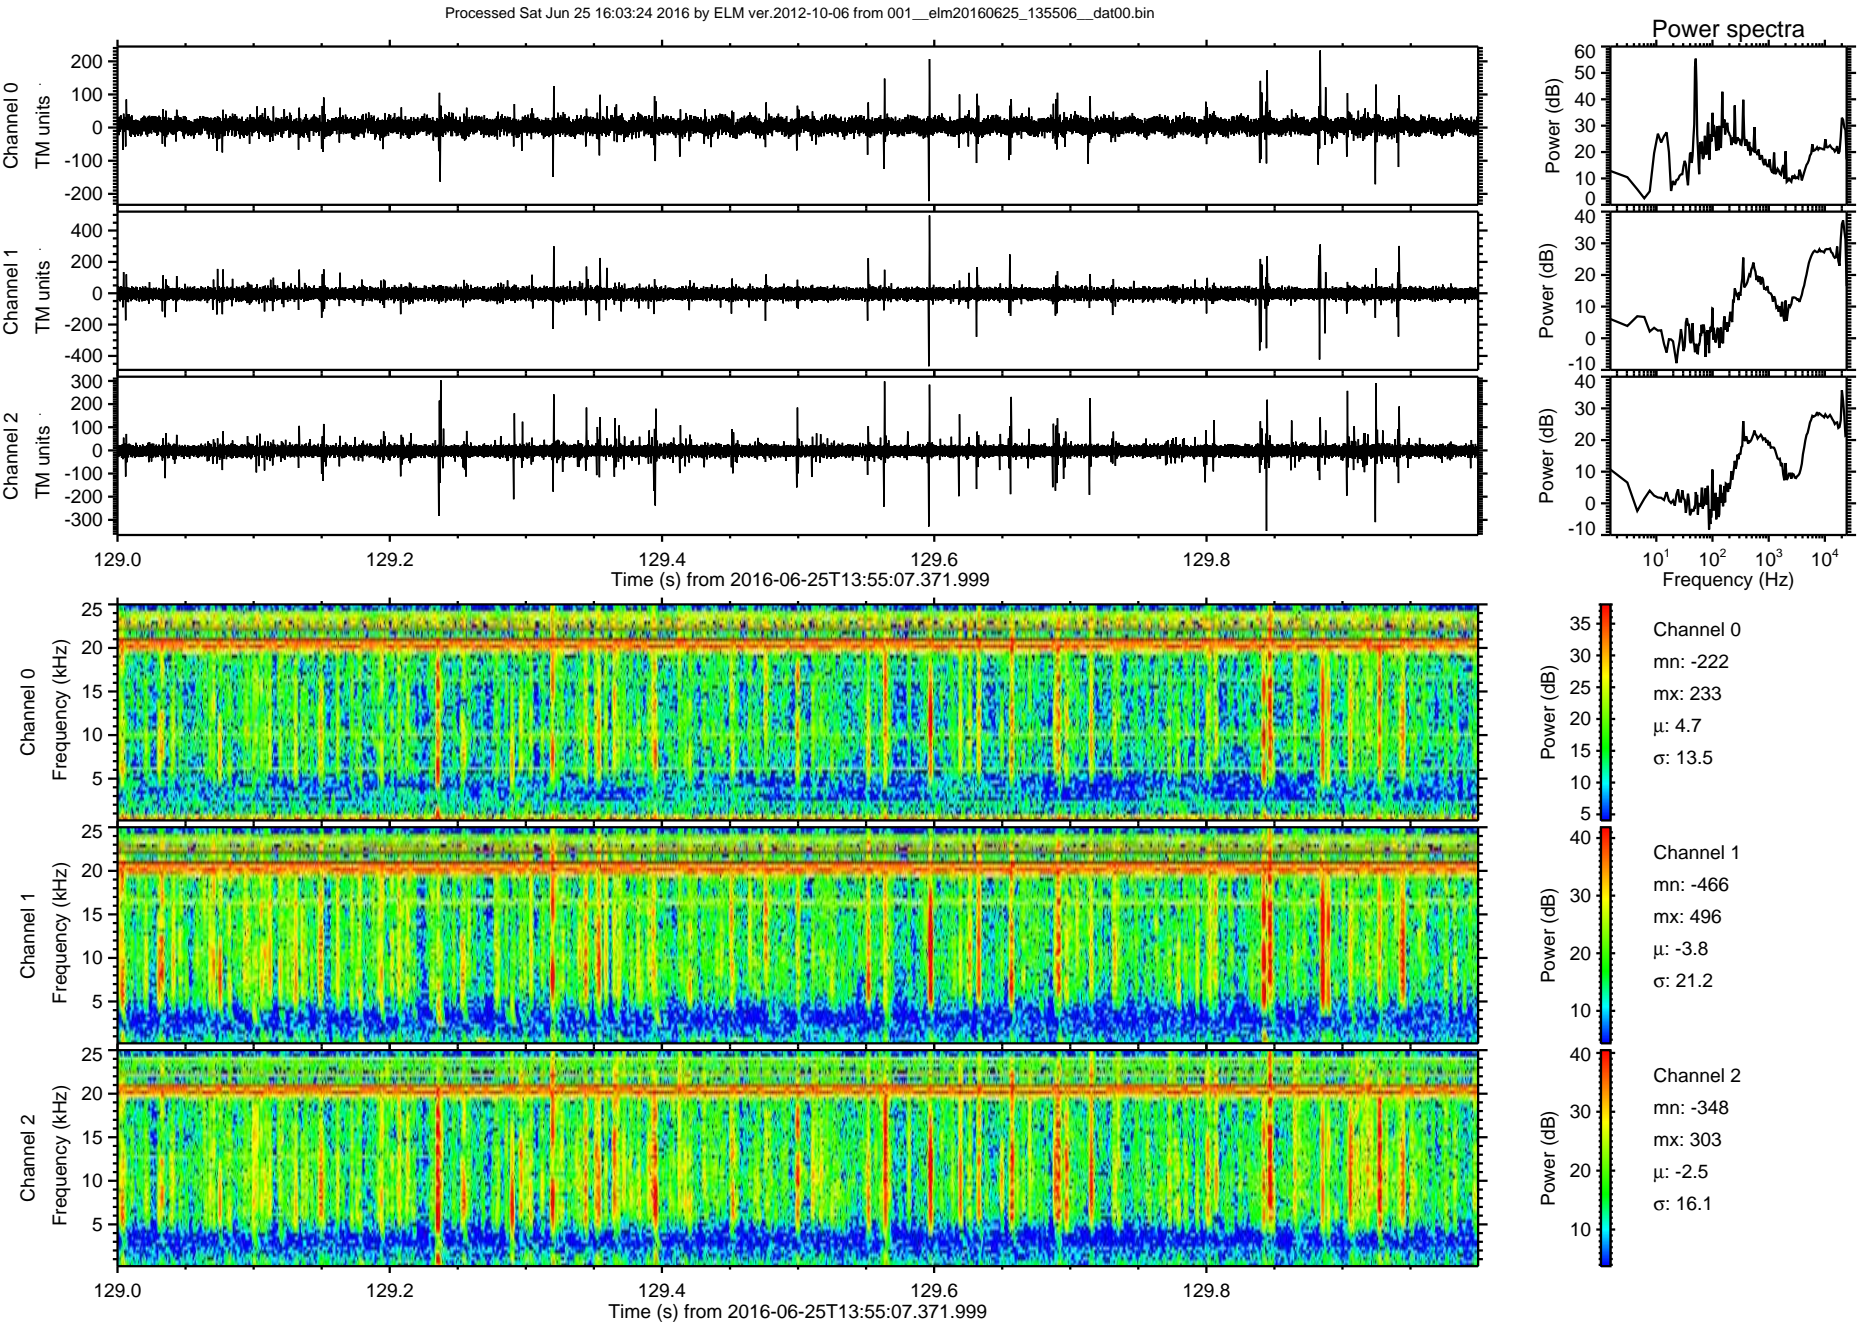 Processed Sat Jun 25 16:03:24 2016 by ELM ver.2012-10-06 from 001__elm20160625_135506__dat00.bin
Power spectra
Channel 0
TM units
200
100
0
-100
-200
Power (dB)
60
50
40
30
20
10
0
Channel 1
TM units
400
200
0
-200
-400
Power (dB)
40
30
20
10
0
-10
Channel 2
TM units
300
200
100
0
-100
-200
-300
Power (dB)
40
30
20
10
0
-10
129.0 129.2 129.4 129.6 129.8
Time (s) from 2016-06-25T13:55:07.371.999
10^1 10^2 10^3 10^4
Frequency (Hz)
Channel 0
Frequency (kHz)
25
20
15
10
5
Power (dB)
35
30
25
20
15
10
5
Channel 0
mn: -222
mx: 233
μ: 4.7
σ: 13.5
Channel 1
Frequency (kHz)
25
20
15
10
5
Power (dB)
40
30
20
10
Channel 1
mn: -466
mx: 496
μ: -3.8
σ: 21.2
Channel 2
Frequency (kHz)
25
20
15
10
5
Power (dB)
40
30
20
10
Channel 2
mn: -348
mx: 303
μ: -2.5
σ: 16.1
129.0 129.2 129.4 129.6 129.8
Time (s) from 2016-06-25T13:55:07.371.999